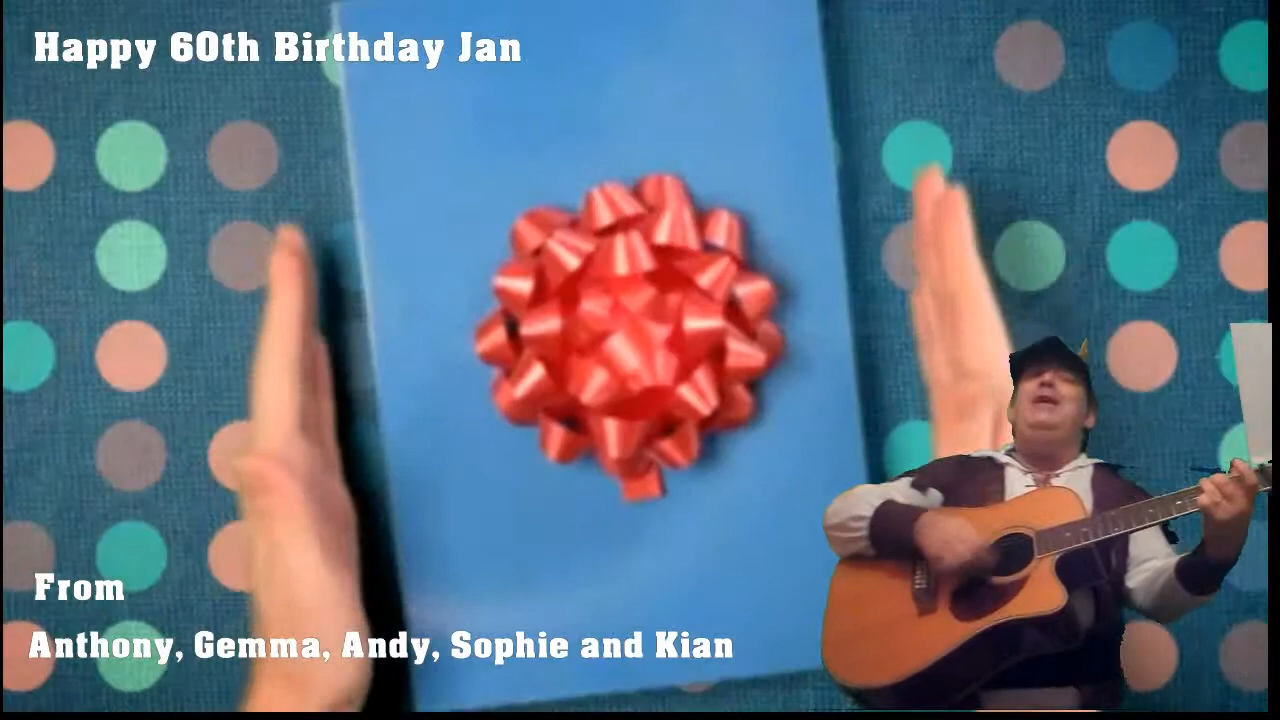 Happy 60th Birthday Jan
From
Anthony, Gemma, Andy, Sophie and Kian